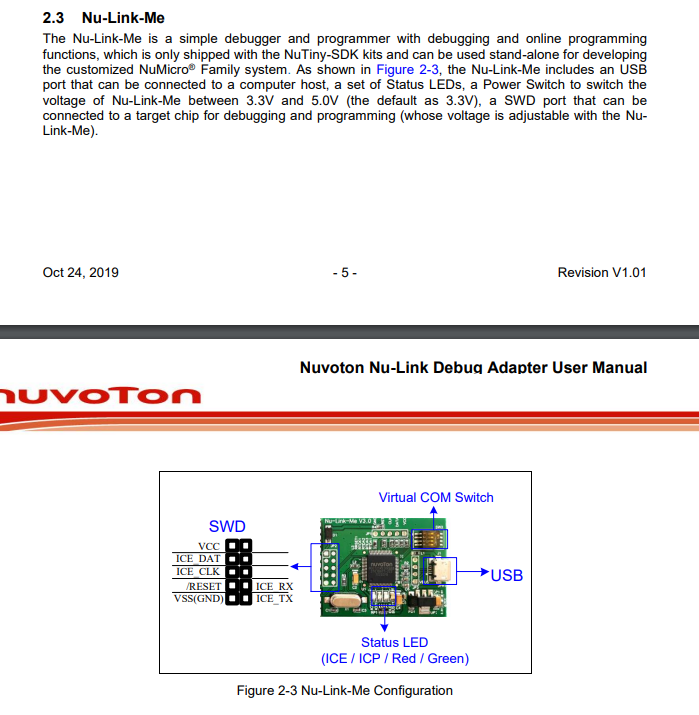 2.3 Nu-Link-Me
The Nu-Link-Me is a simple debugger and programmer with debugging and online programming
functions, which is only shipped with the NuTiny-SDK kits and can be used stand-alone for developing
the customized NuMicro® Family system. As shown in Figure 2-3, the Nu-Link-Me includes an USB
port that can be connected to a computer host, a set of Status LEDs, a Power Switch to switch the
voltage of Nu-Link-Me between 3.3V and 5.0V (the default as 3.3V), a SWD port that can be
connected to a target chip for debugging and programming (whose voltage is adjustable with the Nu-
Link-Me).
Oct 24, 2019 - 5 - Revision V1.01
Nuvoton Nu-Link Debug Adapter User Manual
nuvoTon
Virtual COM Switch
SWD
Nu-Link-Me V3.0
VCC
ICE_DAT
ICE_CLK
/RESET ICE_RX
VSS(GND) ICE_TX
nuvoTon
USB
Status LED
(ICE / ICP / Red / Green)
Figure 2-3 Nu-Link-Me Configuration